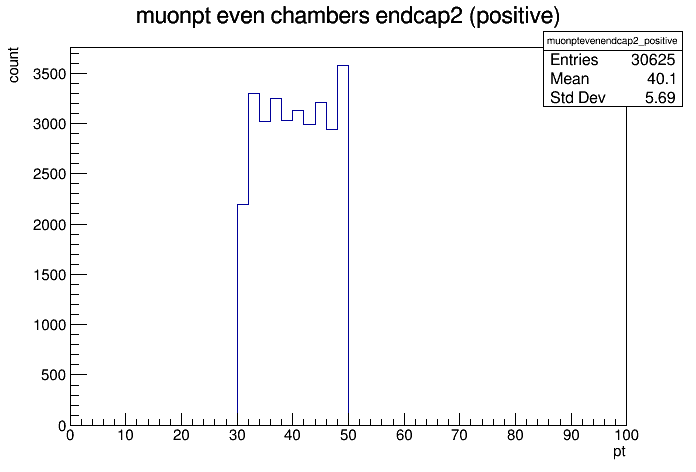 muonpt even chambers endcap2 (positive)
muonptevenendcap2_positive
Entries 30625
Mean 40.1
Std Dev 5.69
count
3500
3000
2500
2000
1500
1000
500
0
0 10 20 30 40 50 60 70 80 90 100
pt